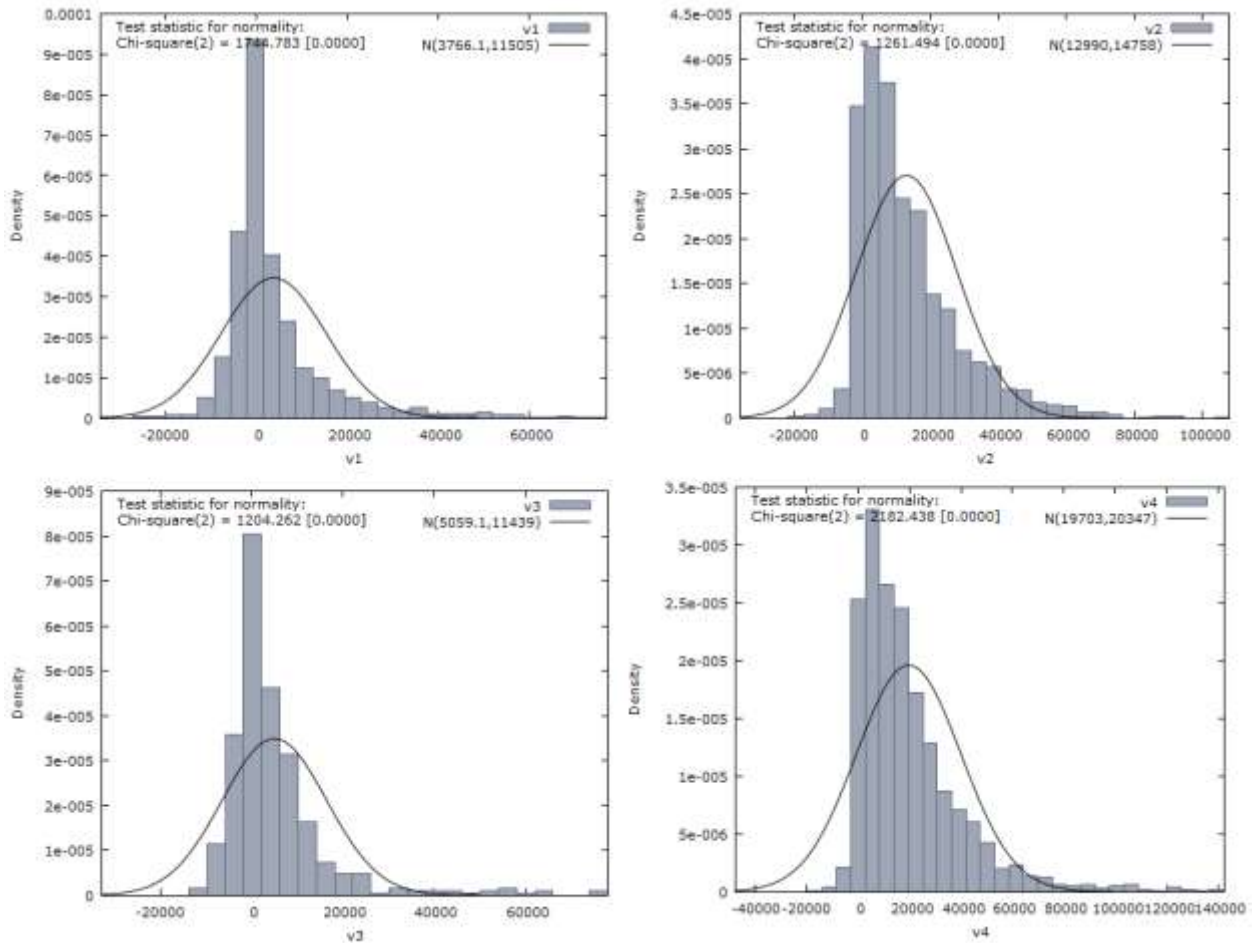 0.0001
9e-005
8e-005
7e-005
6e-005
5e-005
4e-005
3e-005
2e-005
1e-005
0
Density
Test statistic for normality:
Chi-square(2) = 1744.783 [0.0000]
v1
N(3766.1,11505)
-20000 0 20000 40000 60000
v1
4.5e-005
4e-005
3.5e-005
3e-005
2.5e-005
2e-005
1.5e-005
1e-005
5e-006
0
Density
Test statistic for normality:
Chi-square(2) = 1261.494 [0.0000]
v2
N(12990,14758)
-20000 0 20000 40000 60000 80000 100000
v2
9e-005
8e-005
7e-005
6e-005
5e-005
4e-005
3e-005
2e-005
1e-005
0
Density
Test statistic for normality:
Chi-square(2) = 1204.262 [0.0000]
v3
N(5059.1,11439)
-20000 0 20000 40000 60000
v3
3.5e-005
3e-005
2.5e-005
2e-005
1.5e-005
1e-005
5e-006
0
Density
Test statistic for normality:
Chi-square(2) = 2182.438 [0.0000]
v4
N(19703,20347)
-40000 -20000 0 20000 40000 60000 80000 100000 120000 140000
v4